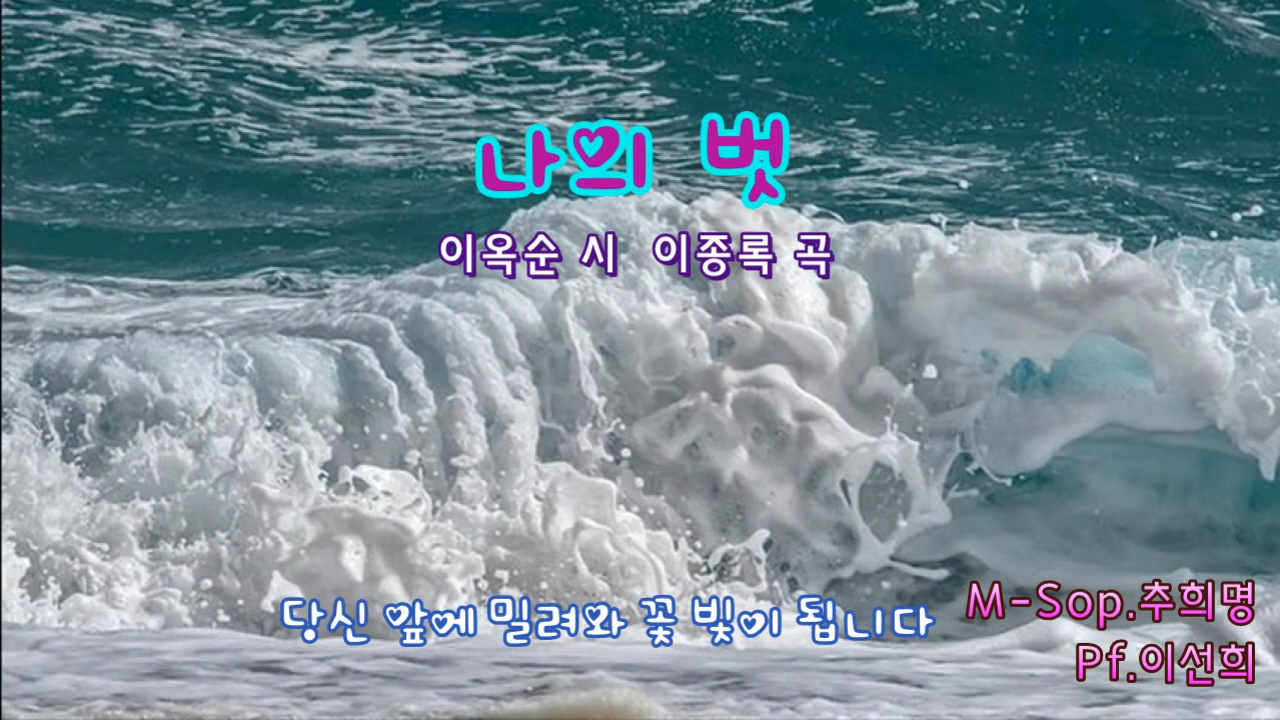 나의 벗
이옥순 시 이종록 곡
당신 앞에 밀려와 꽃 빛이 됩니다
M-Sop.추희명
Pf.이선희